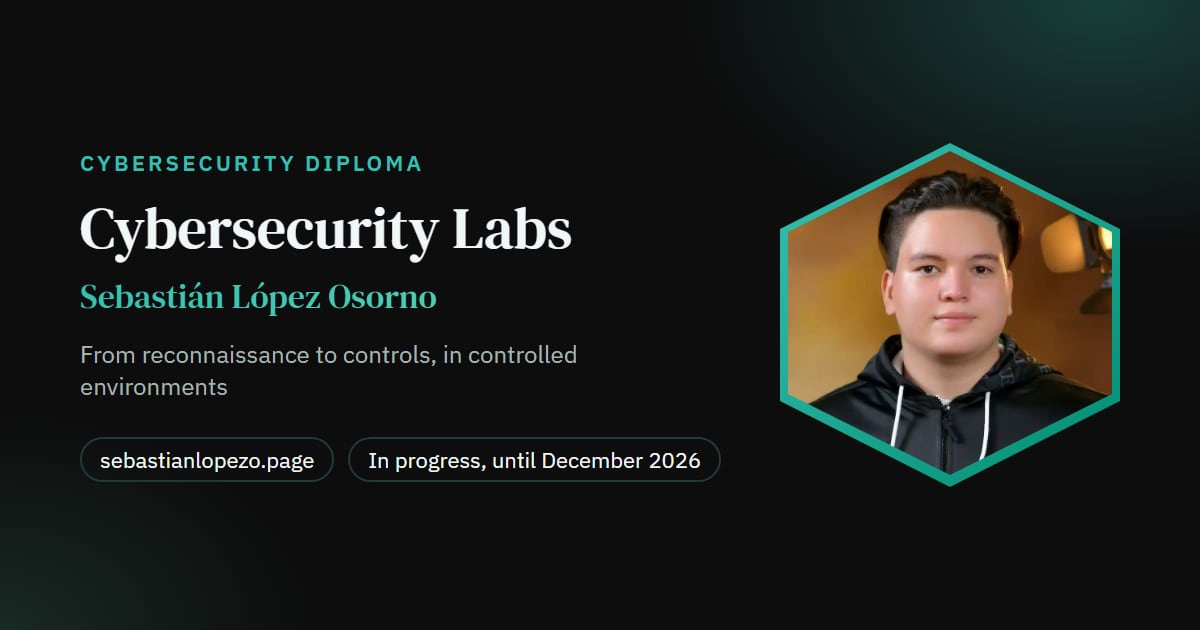 CYBERSECURITY DIPLOMA
Cybersecurity Labs
Sebastián López Osorno
From reconnaissance to controls, in controlled
environments
sebastianlopezo.page
In progress, until December 2026